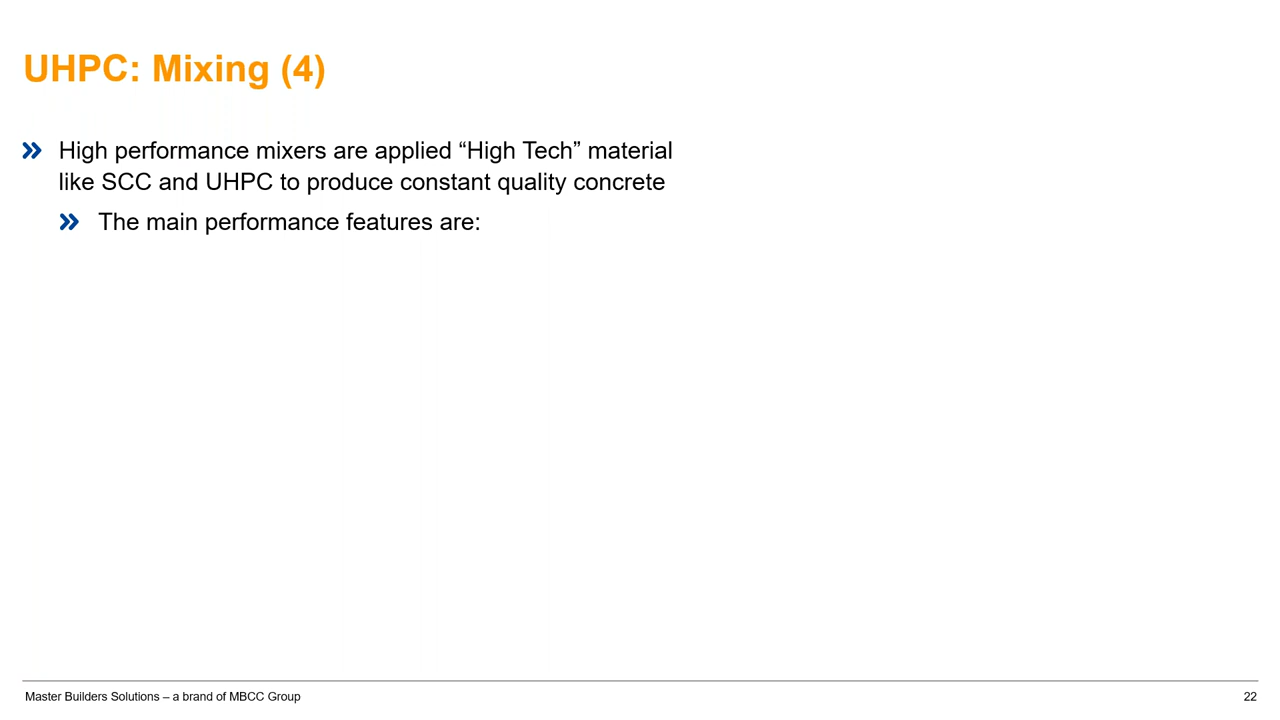 UHPC: Mixing (4)
High performance mixers are applied “High Tech” material
like SCC and UHPC to produce constant quality concrete
The main performance features are:
Master Builders Solutions – a brand of MBCC Group
22